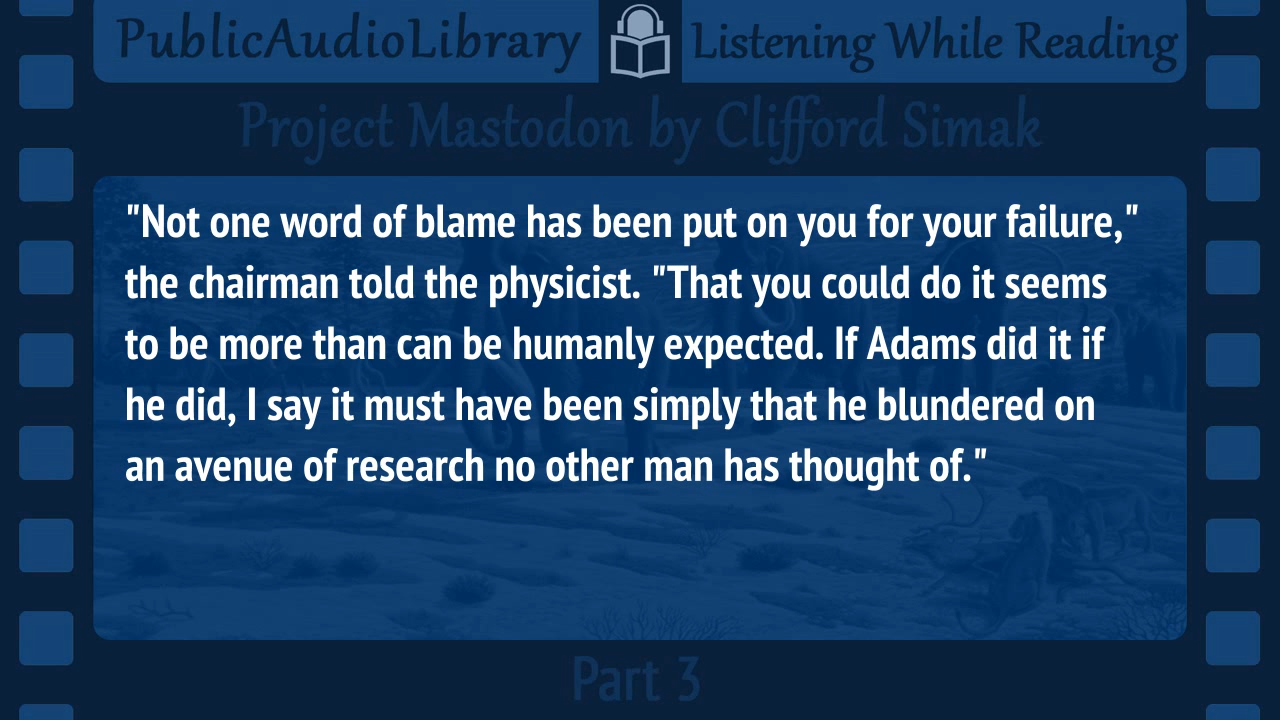 PublicAudioLibrary Listening While Reading
Project Mastodon by Clifford Simak
"Not one word of blame has been put on you for your failure,"
the chairman told the physicist. "That you could do it seems
to be more than can be humanly expected. If Adams did it if
he did, I say it must have been simply that he blundered on
an avenue of research no other man has thought of."
Part 3